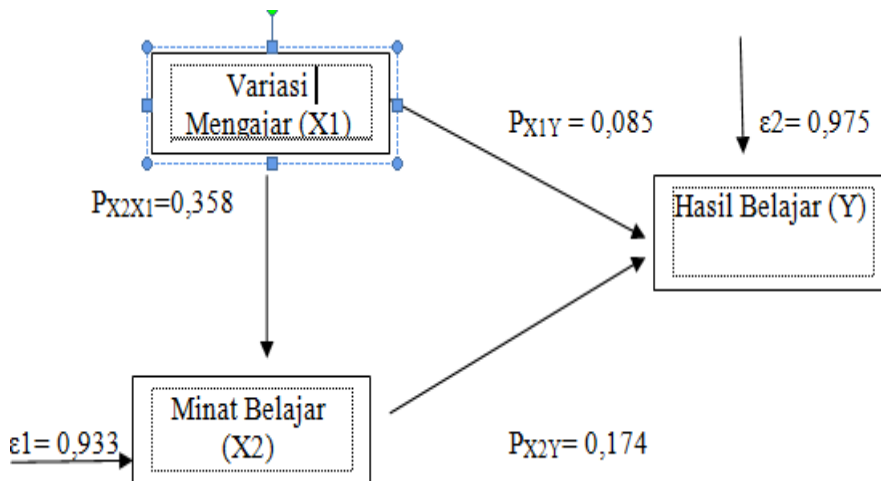 Variasi
Mengajar (X1)
PX1Y = 0,085
ε2= 0,975
PX2X1=0,358
Hasil Belajar (Y)
Minat Belajar
(X2)
ε1= 0,933
PX2Y= 0,174